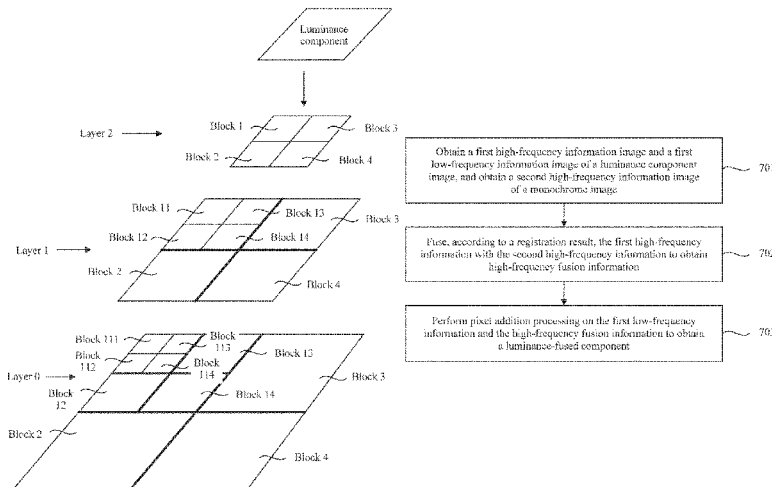 Luminance
component
Layer 2
Block 1
Block 3
Block 2
Block 4
Layer 1
Block 11
Block 13
Block 3
Block 12
Block 14
Block 2
Block 4
Layer 0
Block 111
Block
113
Block 13
Block
112
Block
114
Block 3
Block
12
Block 14
Block 2
Block 4
Obtain a first high-frequency information image and a first
low-frequency information image of a luminance component
image, and obtain a second high-frequency information image
of a monochrome image
701
Fuse, according to a registration result, the first high-frequency
information with the second high-frequency information to obtain
high-frequency fusion information
702
Perform pixel addition processing on the first low-frequency
information and the high-frequency fusion information to obtain
a luminance-fused component
703